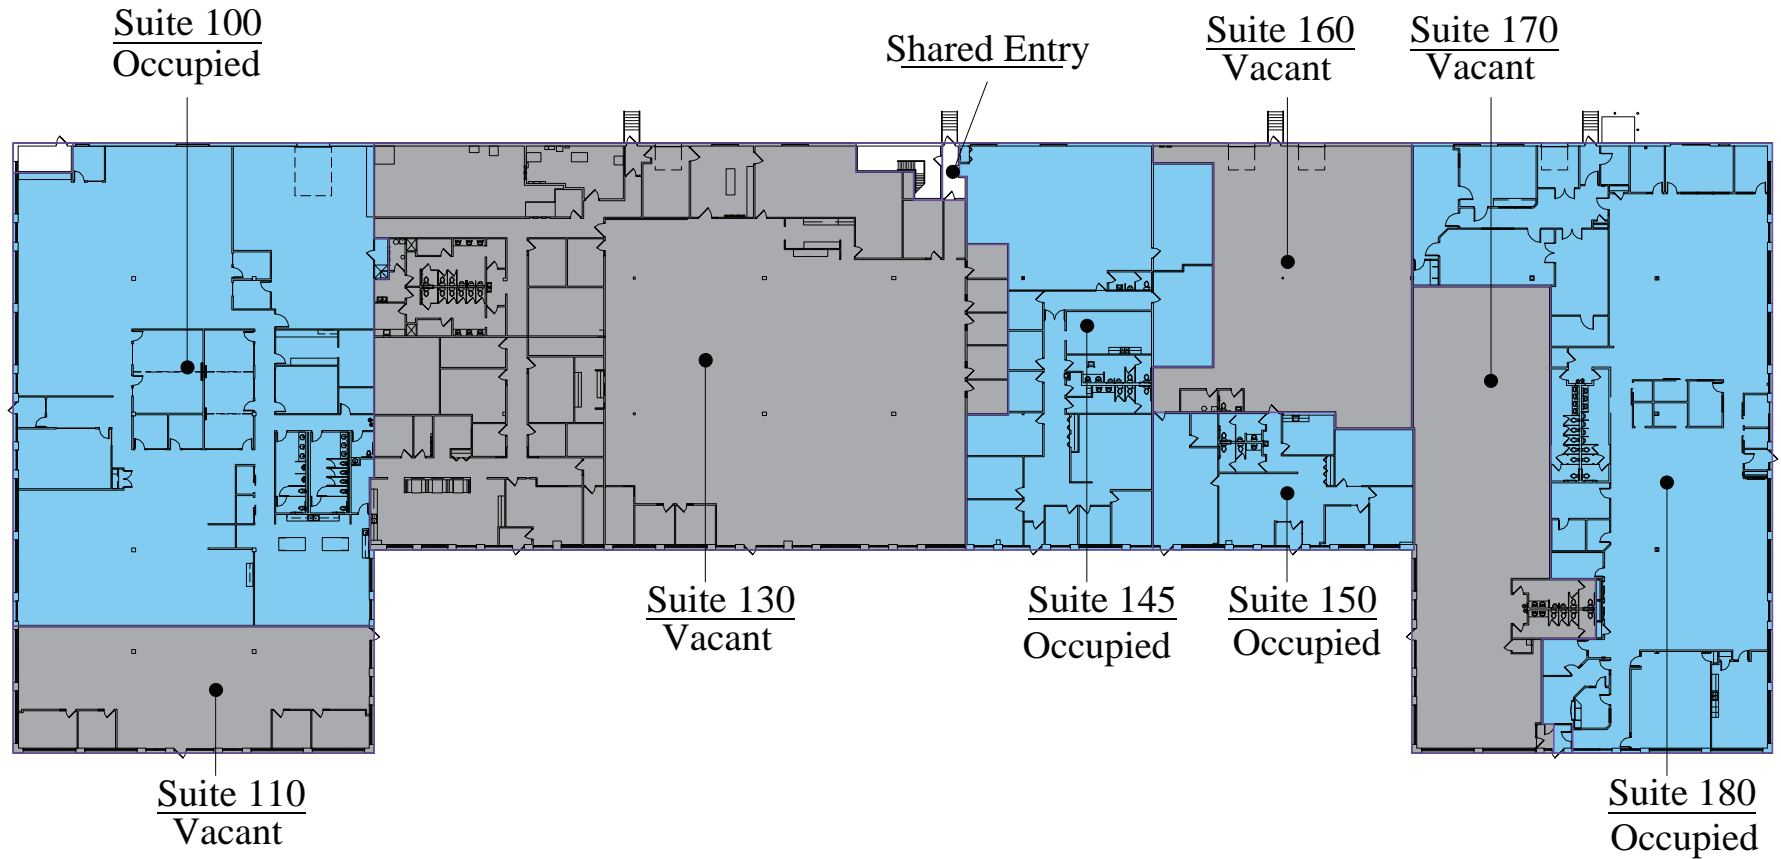 Suite 100
Occupied
Shared Entry
Suite 160
Vacant
Suite 170
Vacant
Suite 130
Vacant
Suite 145
Occupied
Suite 150
Occupied
Suite 110
Vacant
Suite 180
Occupied